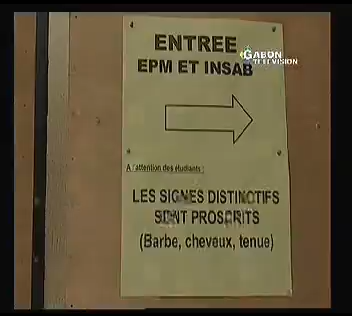 ENTREE
EPM ET INSAB
GABON
TELEVISION
A l'attention des étudiants :
LES SIGNES DISTINCTIFS
SONT PROSCRITS
(Barbe, cheveux, tenue)